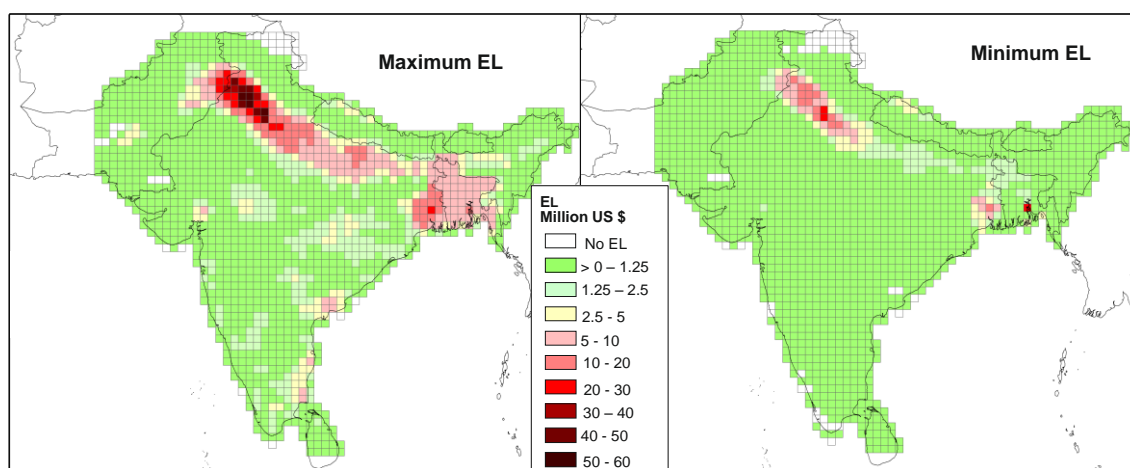 Maximum EL
Minimum EL
EL
Million US $
No EL
> 0 – 1.25
1.25 – 2.5
2.5 - 5
5 - 10
10 - 20
20 - 30
30 – 40
40 - 50
50 - 60